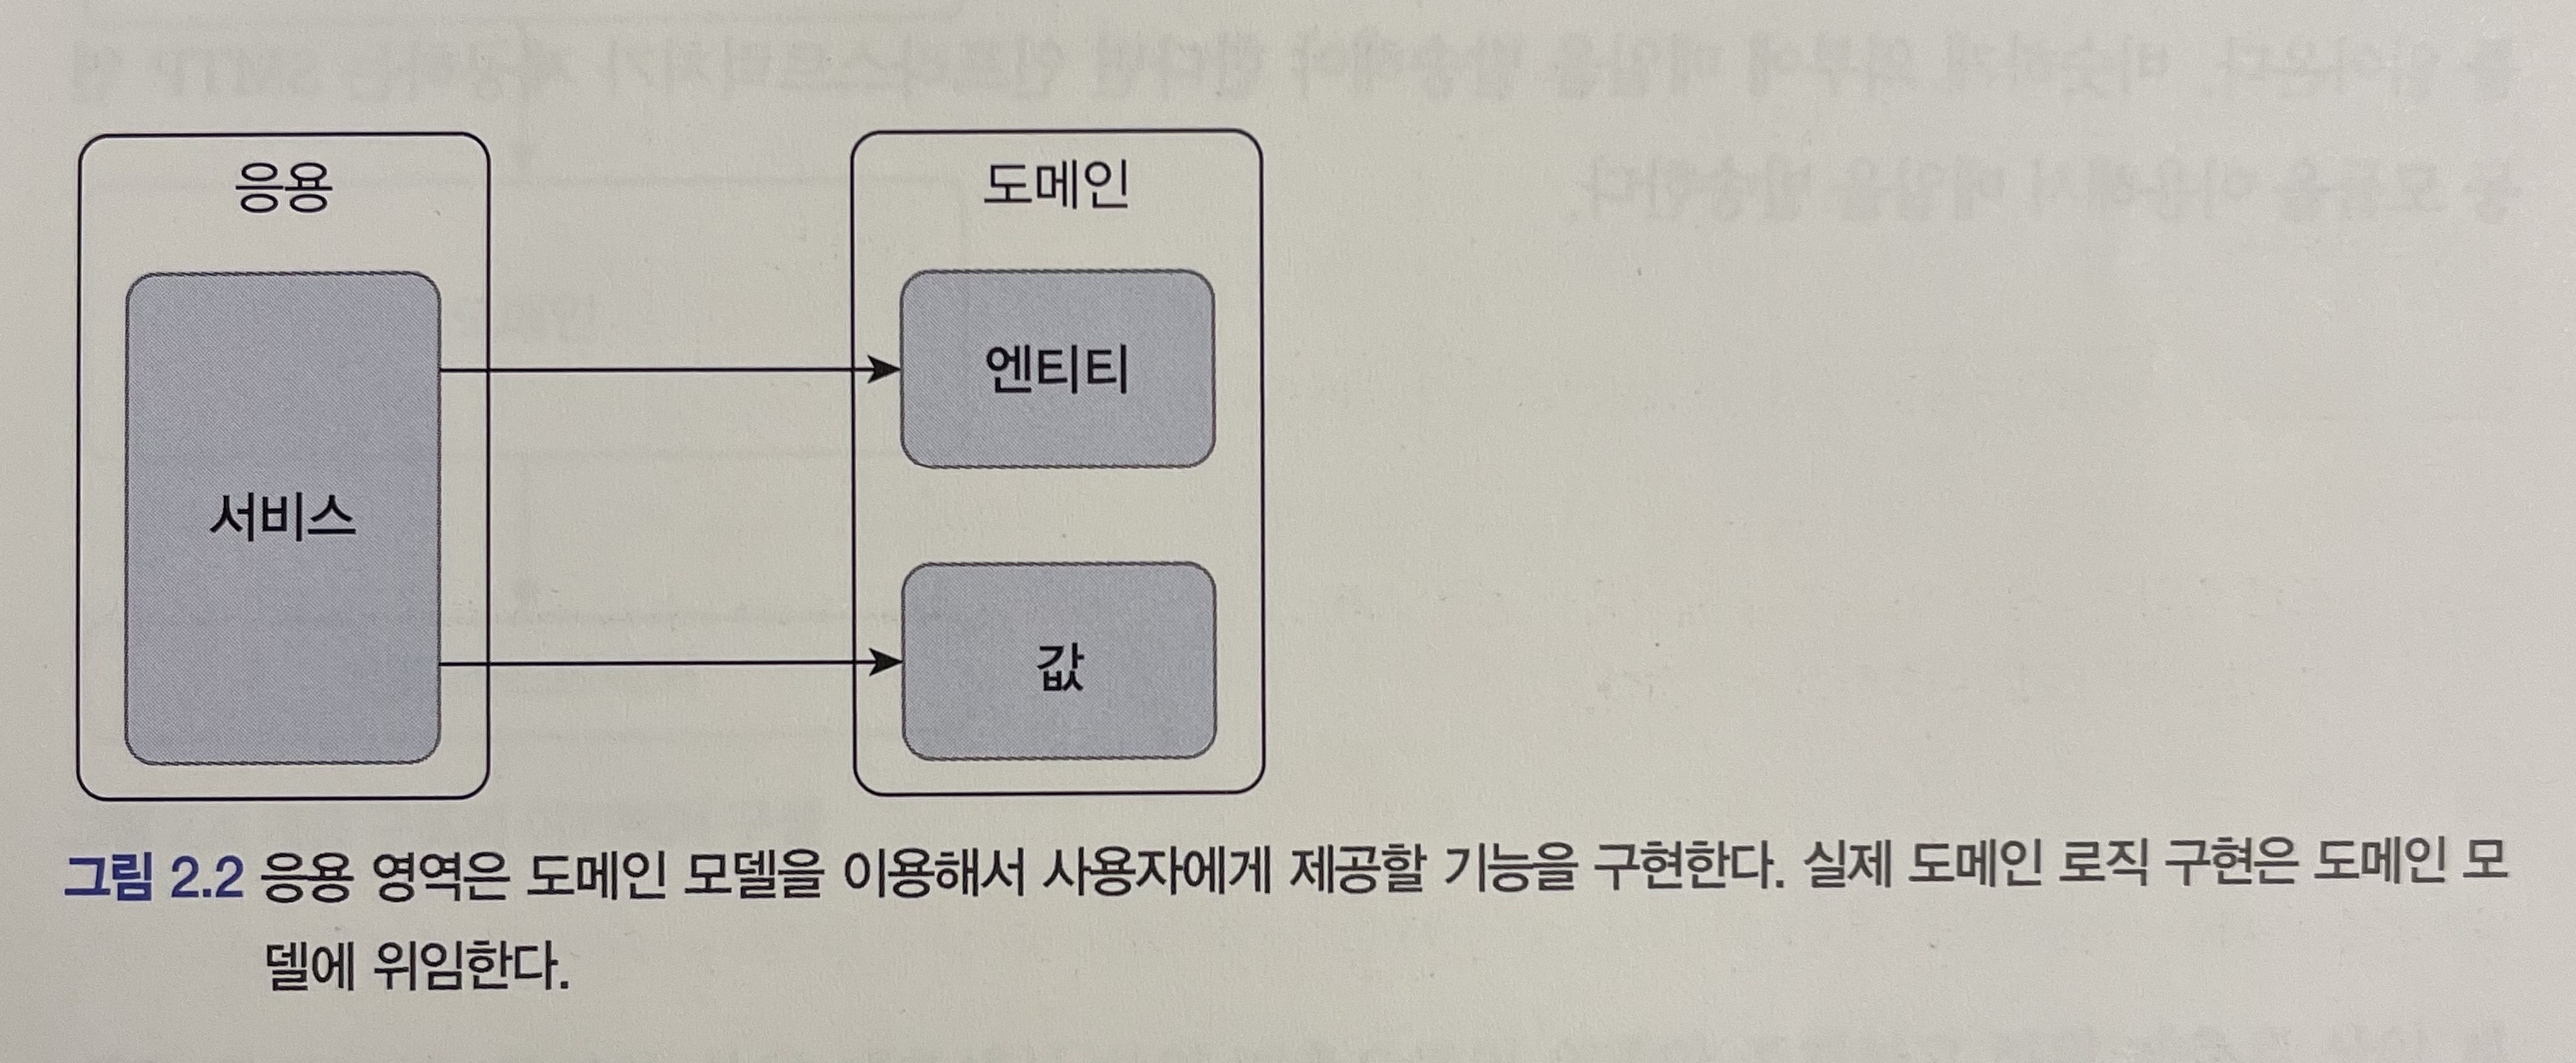 응용
도메인
엔티티
서비스
값
그림 2.2 응용 영역은 도메인 모델을 이용해서 사용자에게 제공할 기능을 구현한다. 실제 도메인 로직 구현은 도메인 모
델에 위임한다.